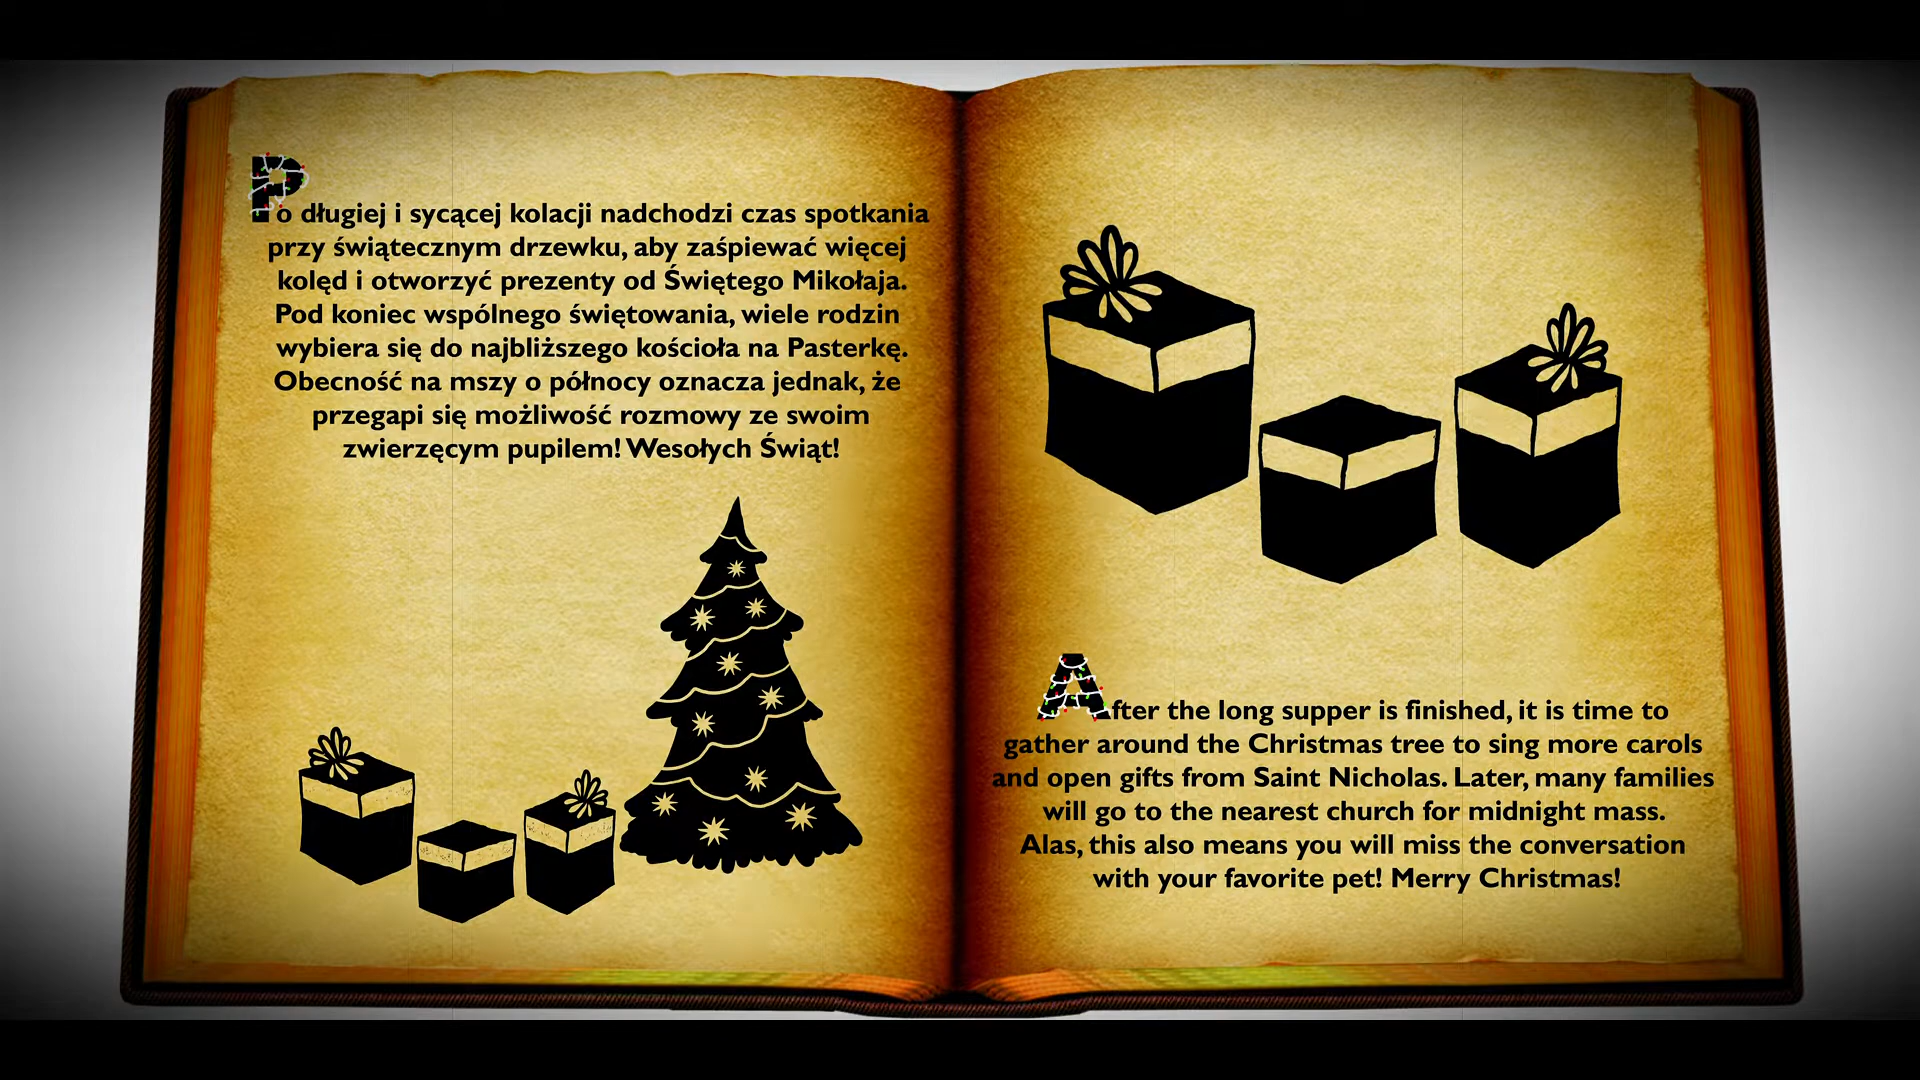 Po długiej i sycącej kolacji nadchodzi czas spotkania
przy świątecznym drzewku, aby zaśpiewać więcej
kolęd i otworzyć prezenty od Świętego Mikołaja.
Pod koniec wspólnego świętowania, wiele rodzin
wybiera się do najbliższego kościoła na Pasterkę.
Obecność na mszy o północy oznacza jednak, że
przegapi się możliwość rozmowy ze swoim
zwierzęcym pupilem! Wesołych Świąt!
After the long supper is finished, it is time to
gather around the Christmas tree to sing more carols
and open gifts from Saint Nicholas. Later, many families
will go to the nearest church for midnight mass.
Alas, this also means you will miss the conversation
with your favorite pet! Merry Christmas!